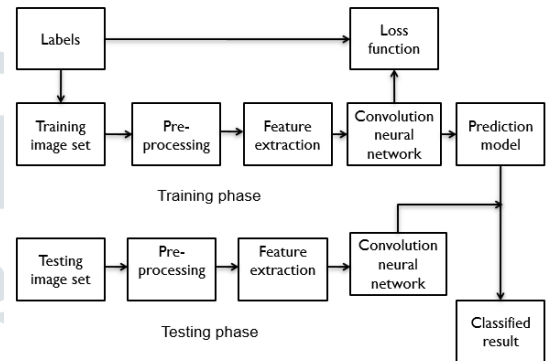 Labels
Loss
function
Training
image set
Pre-
processing
Feature
extraction
Convolution
neural
network
Prediction
model
Training phase
Testing
image set
Pre-
processing
Feature
extraction
Convolution
neural
network
Testing phase
Classified
result